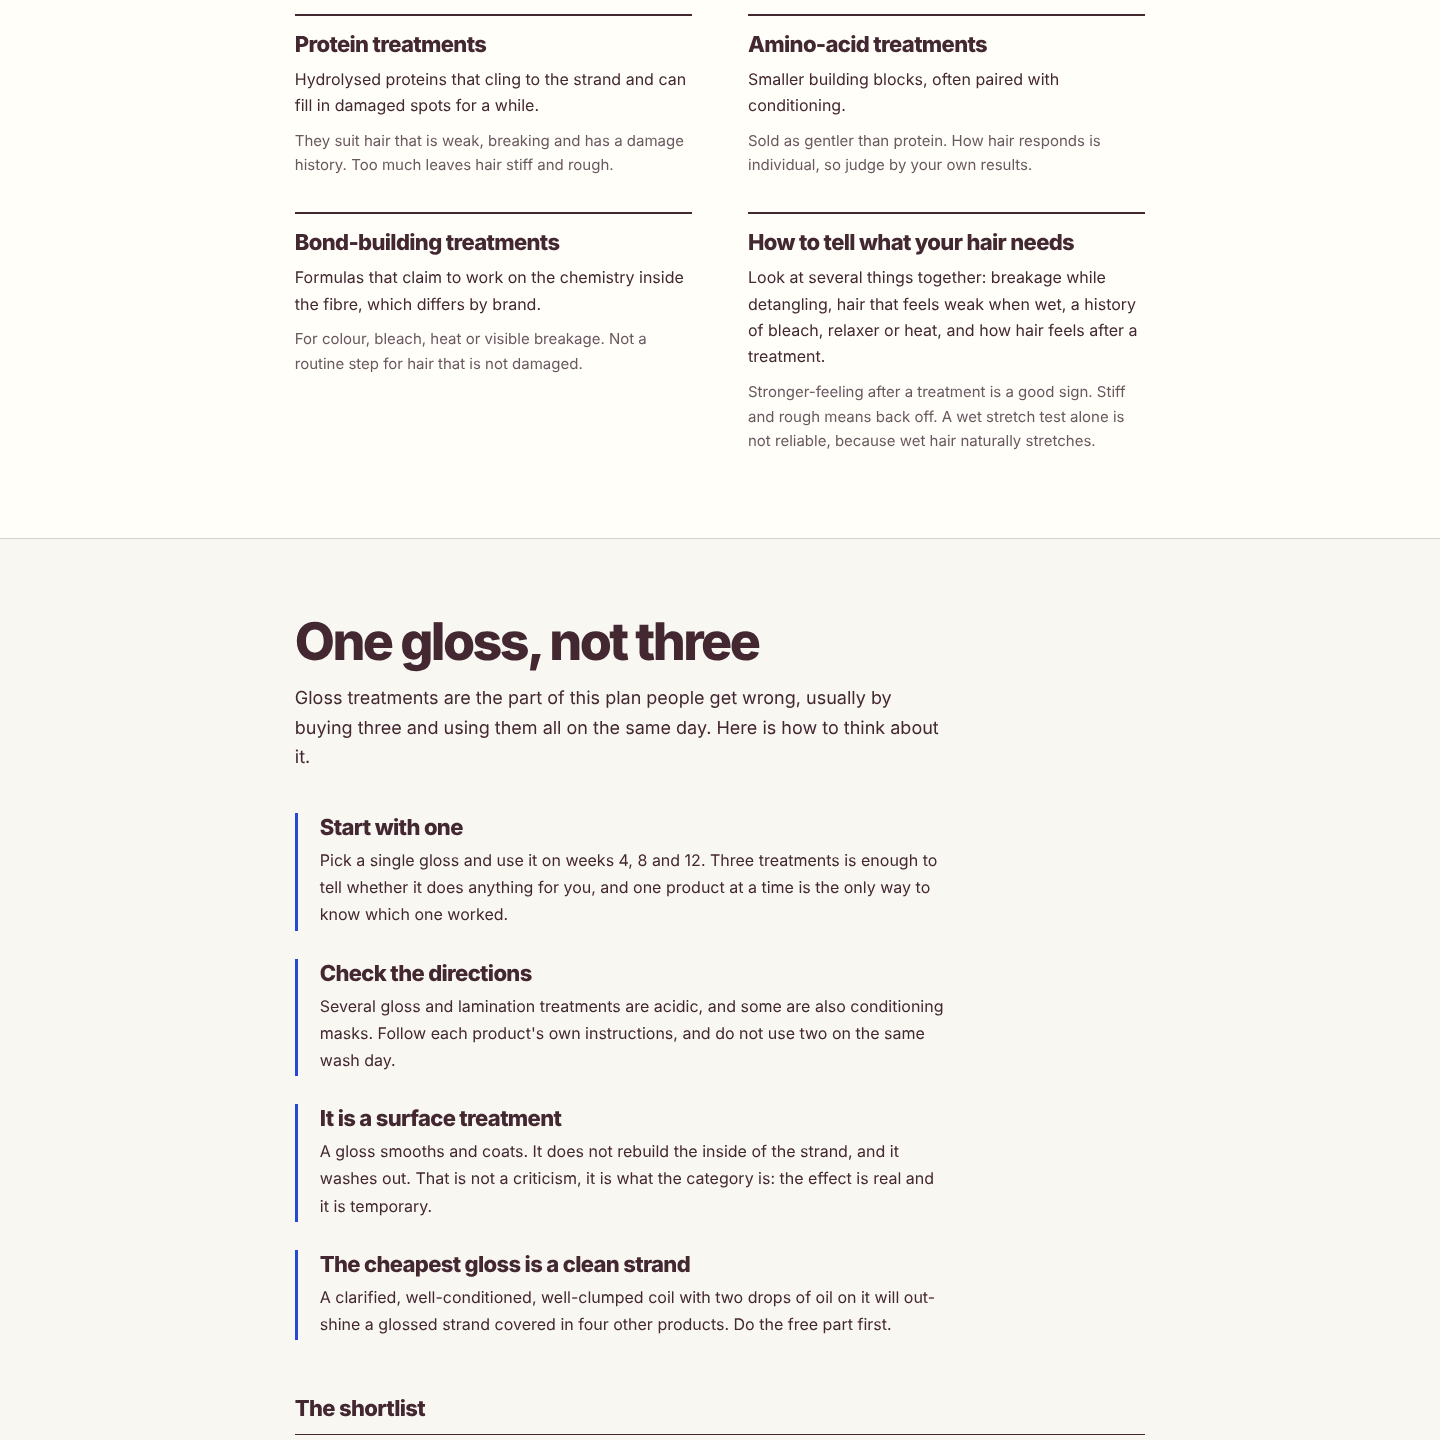 Protein treatments
Hydrolysed proteins that cling to the strand and can
fill in damaged spots for a while.
They suit hair that is weak, breaking and has a damage
history. Too much leaves hair stiff and rough.
Amino-acid treatments
Smaller building blocks, often paired with
conditioning.
Sold as gentler than protein. How hair responds is
individual, so judge by your own results.
Bond-building treatments
Formulas that claim to work on the chemistry inside
the fibre, which differs by brand.
For colour, bleach, heat or visible breakage. Not a
routine step for hair that is not damaged.
How to tell what your hair needs
Look at several things together: breakage while
detangling, hair that feels weak when wet, a history
of bleach, relaxer or heat, and how hair feels after a
treatment.
Stronger-feeling after a treatment is a good sign. Stiff
and rough means back off. A wet stretch test alone is
not reliable, because wet hair naturally stretches.
One gloss, not three
Gloss treatments are the part of this plan people get wrong, usually by
buying three and using them all on the same day. Here is how to think about
it.
Start with one
Pick a single gloss and use it on weeks 4, 8 and 12. Three treatments is enough to
tell whether it does anything for you, and one product at a time is the only way to
know which one worked.
Check the directions
Several gloss and lamination treatments are acidic, and some are also conditioning
masks. Follow each product's own instructions, and do not use two on the same
wash day.
It is a surface treatment
A gloss smooths and coats. It does not rebuild the inside of the strand, and it
washes out. That is not a criticism, it is what the category is: the effect is real and
it is temporary.
The cheapest gloss is a clean strand
A clarified, well-conditioned, well-clumped coil with two drops of oil on it will out-
shine a glossed strand covered in four other products. Do the free part first.
The shortlist